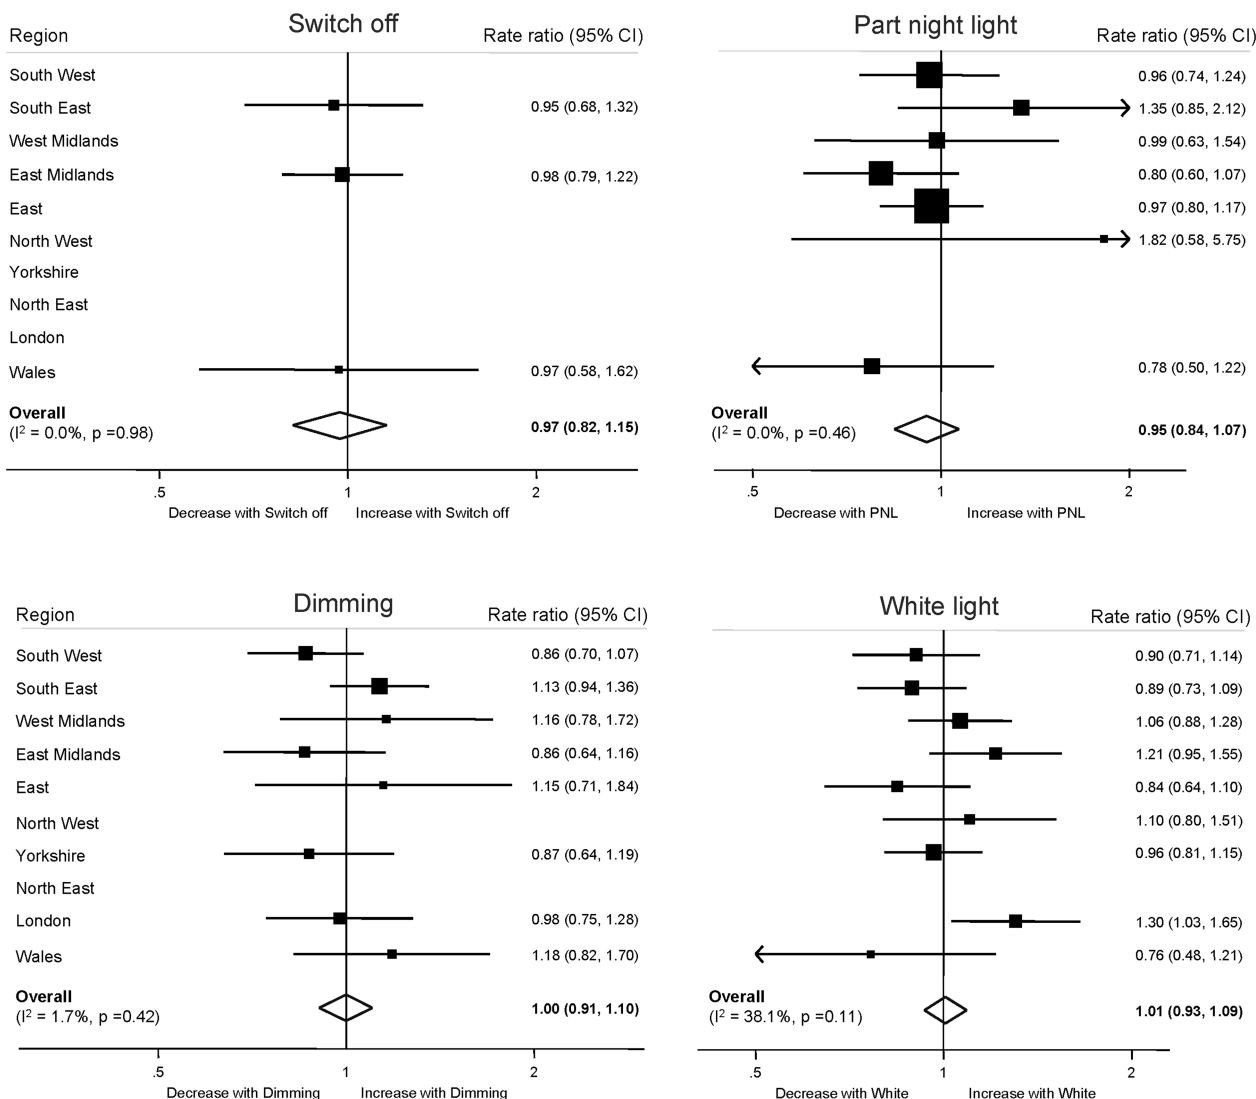 Region Switch off Rate ratio (95% CI)
South West
South East 0.95 (0.68, 1.32)
West Midlands
East Midlands 0.98 (0.79, 1.22)
East
North West
Yorkshire
North East
London
Wales 0.97 (0.58, 1.62)
Overall
(I² = 0.0%, p =0.98) 0.97 (0.82, 1.15)
.5 1 2
Decrease with Switch off Increase with Switch off
Part night light Rate ratio (95% CI)
0.96 (0.74, 1.24)
1.35 (0.85, 2.12)
0.99 (0.63, 1.54)
0.80 (0.60, 1.07)
0.97 (0.80, 1.17)
1.82 (0.58, 5.75)
0.78 (0.50, 1.22)
Overall
(I² = 0.0%, p =0.46) 0.95 (0.84, 1.07)
.5 1 2
Decrease with PNL Increase with PNL
Region Dimming Rate ratio (95% CI)
South West 0.86 (0.70, 1.07)
South East 1.13 (0.94, 1.36)
West Midlands 1.16 (0.78, 1.72)
East Midlands 0.86 (0.64, 1.16)
East 1.15 (0.71, 1.84)
North West
Yorkshire 0.87 (0.64, 1.19)
North East
London 0.98 (0.75, 1.28)
Wales 1.18 (0.82, 1.70)
Overall
(I² = 1.7%, p =0.42) 1.00 (0.91, 1.10)
.5 1 2
Decrease with Dimming Increase with Dimming
White light Rate ratio (95% CI)
0.90 (0.71, 1.14)
0.89 (0.73, 1.09)
1.06 (0.88, 1.28)
1.21 (0.95, 1.55)
0.84 (0.64, 1.10)
1.10 (0.80, 1.51)
0.96 (0.81, 1.15)
1.30 (1.03, 1.65)
0.76 (0.48, 1.21)
Overall
(I² = 38.1%, p =0.11) 1.01 (0.93, 1.09)
.5 1 2
Decrease with White Increase with White